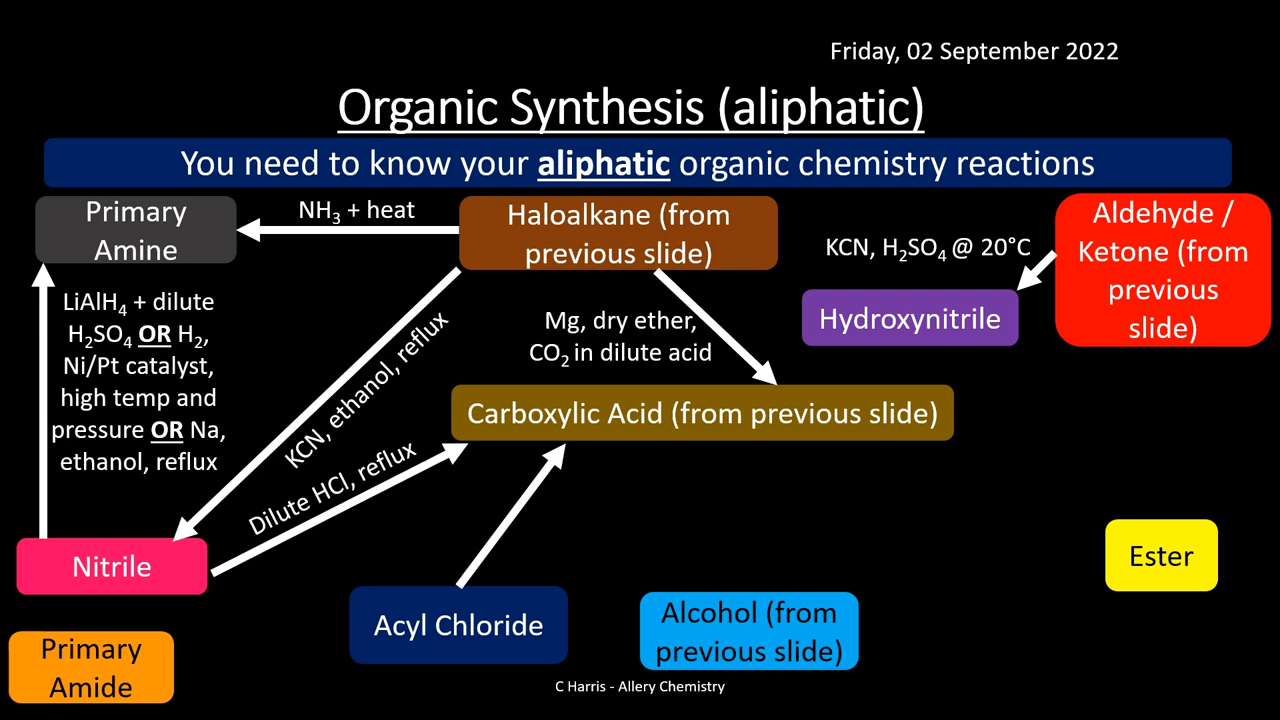 Friday, 02 September 2022
Organic Synthesis (aliphatic)
You need to know your aliphatic organic chemistry reactions
Primary
Amine
NH₃ + heat
Haloalkane (from
previous slide)
KCN, H₂SO₄ @ 20°C
Aldehyde /
Ketone (from
previous
slide)
Hydroxynitrile
LiAlH₄ + dilute
H₂SO₄ OR H₂,
Ni/Pt catalyst,
high temp and
pressure OR Na,
ethanol, reflux
KCN, ethanol, reflux
Mg, dry ether,
CO₂ in dilute acid
Carboxylic Acid (from previous slide)
Dilute HCl, reflux
Nitrile
Ester
Acyl Chloride
Alcohol (from
previous slide)
Primary
Amide
C Harris - Allery Chemistry